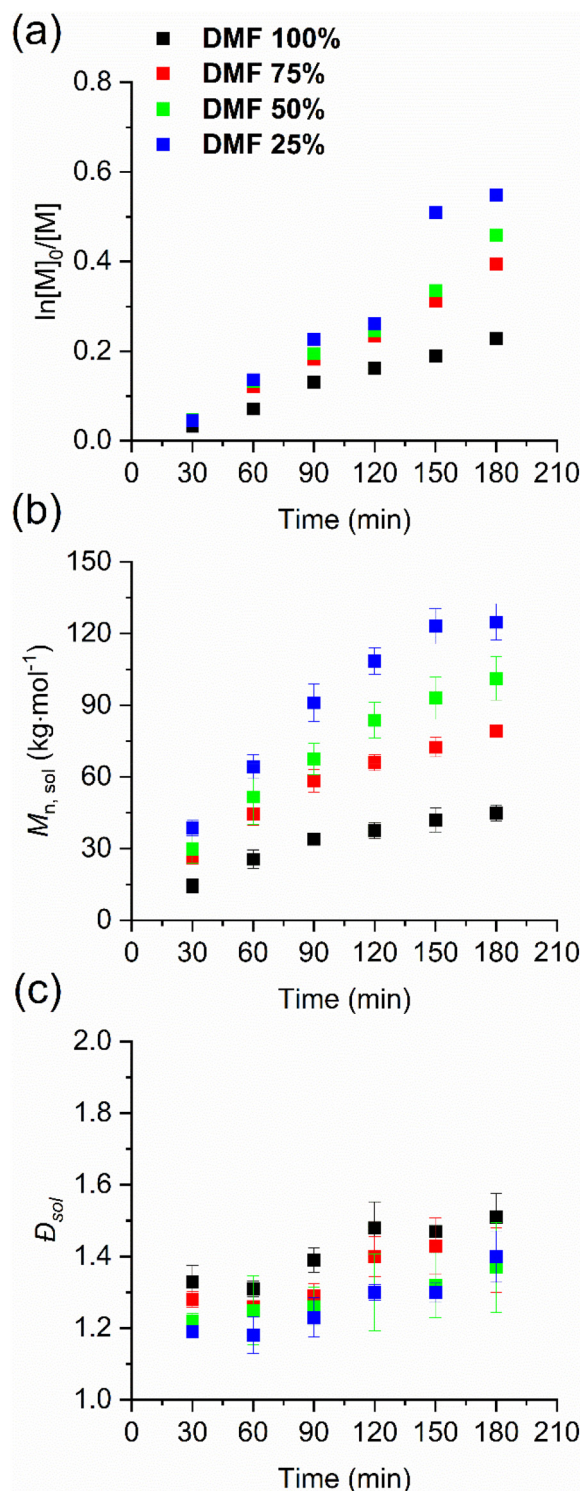 (a)
DMF 100%
DMF 75%
DMF 50%
DMF 25%
0.8
0.6
0.4
0.2
0.0
ln[M]₀/[M]
0 30 60 90 120 150 180 210
Time (min)
(b)
150
120
90
60
30
0
Mn, sol (kg·mol⁻¹)
0 30 60 90 120 150 180 210
Time (min)
(c)
2.0
1.8
1.6
1.4
1.2
1.0
Đsol
0 30 60 90 120 150 180 210
Time (min)